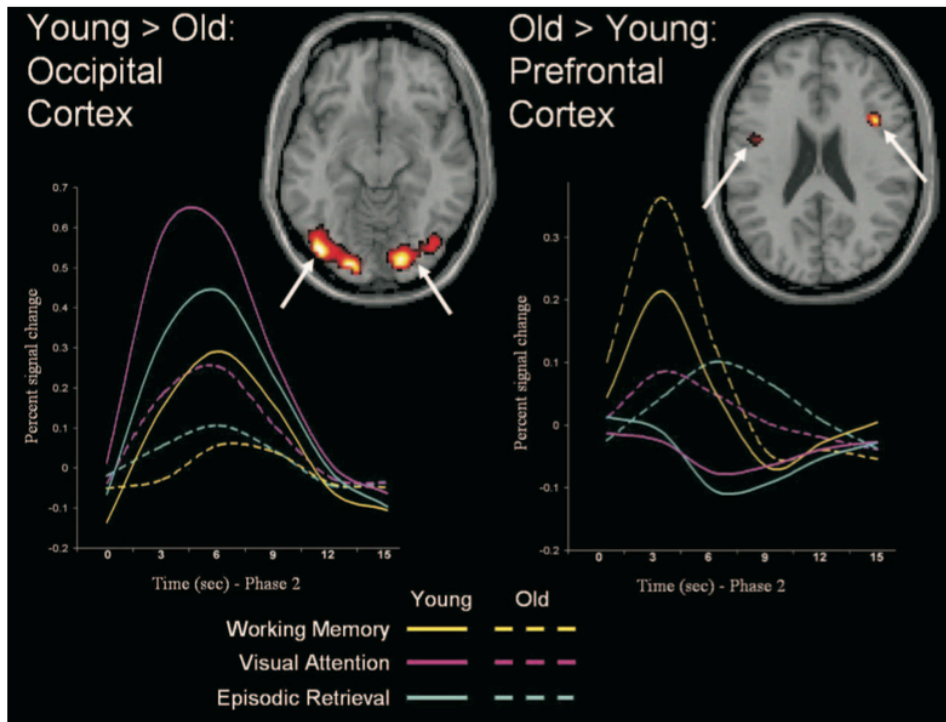 Young > Old:
Occipital
Cortex
Old > Young:
Prefrontal
Cortex
0.7
0.6
0.5
0.4
0.3
0.2
0.1
0
-0.1
-0.2
Percent signal change
0 3 6 9 12 15
Time (sec) - Phase 2
0.3
0.2
0.1
0
-0.1
-0.2
Percent signal change
0 3 6 9 12 15
Time (sec) - Phase 2
Young Old
Working Memory
Visual Attention
Episodic Retrieval